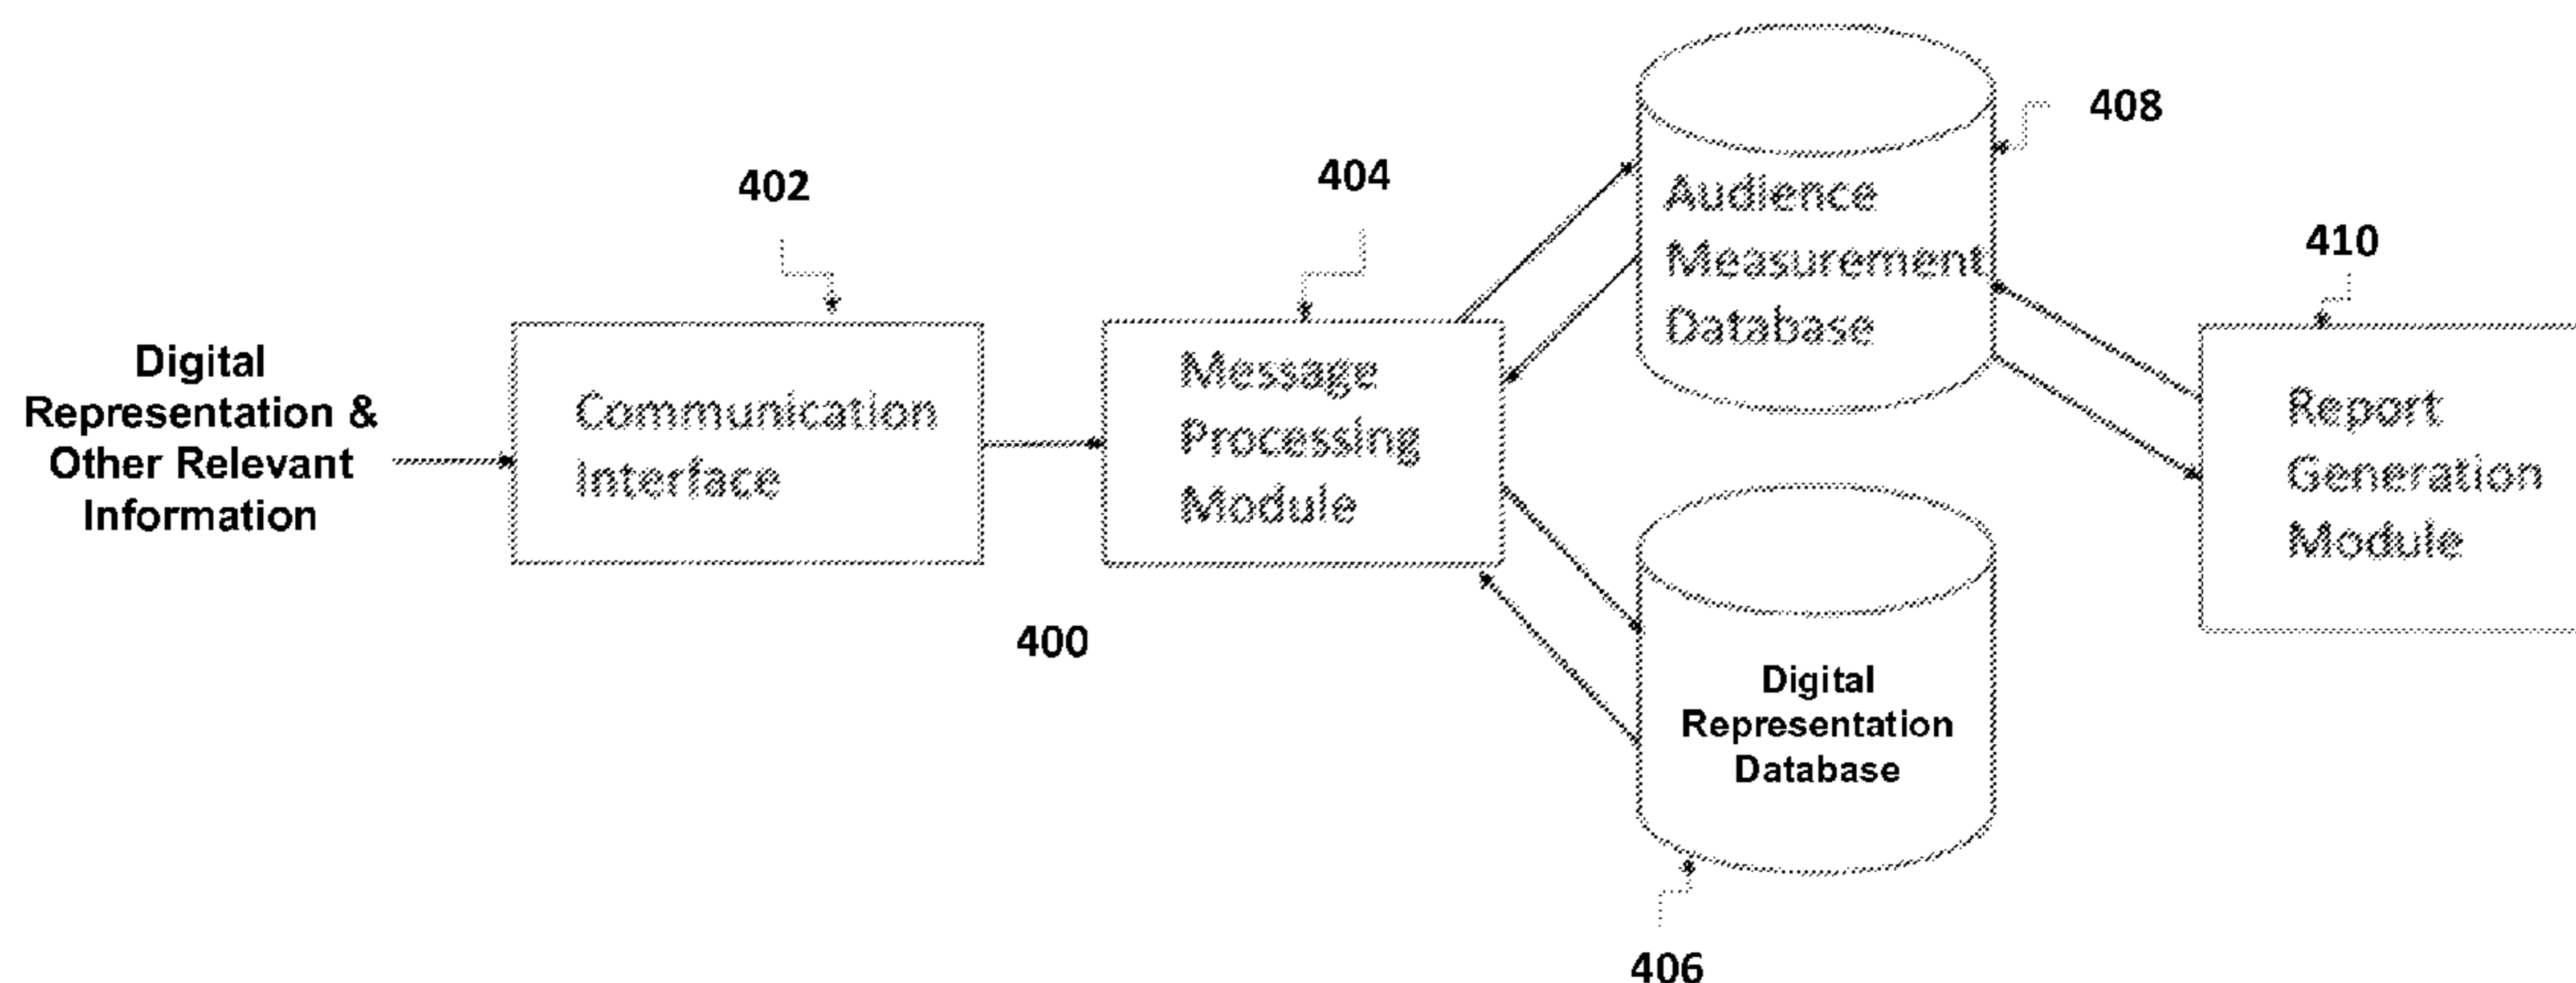 402
404
408
410
Digital
Representation &
Other Relevant
Information
Communication
Interface
Message
Processing
Module
Audience
Measurement
Database
Report
Generation
Module
400
Digital
Representation
Database
406